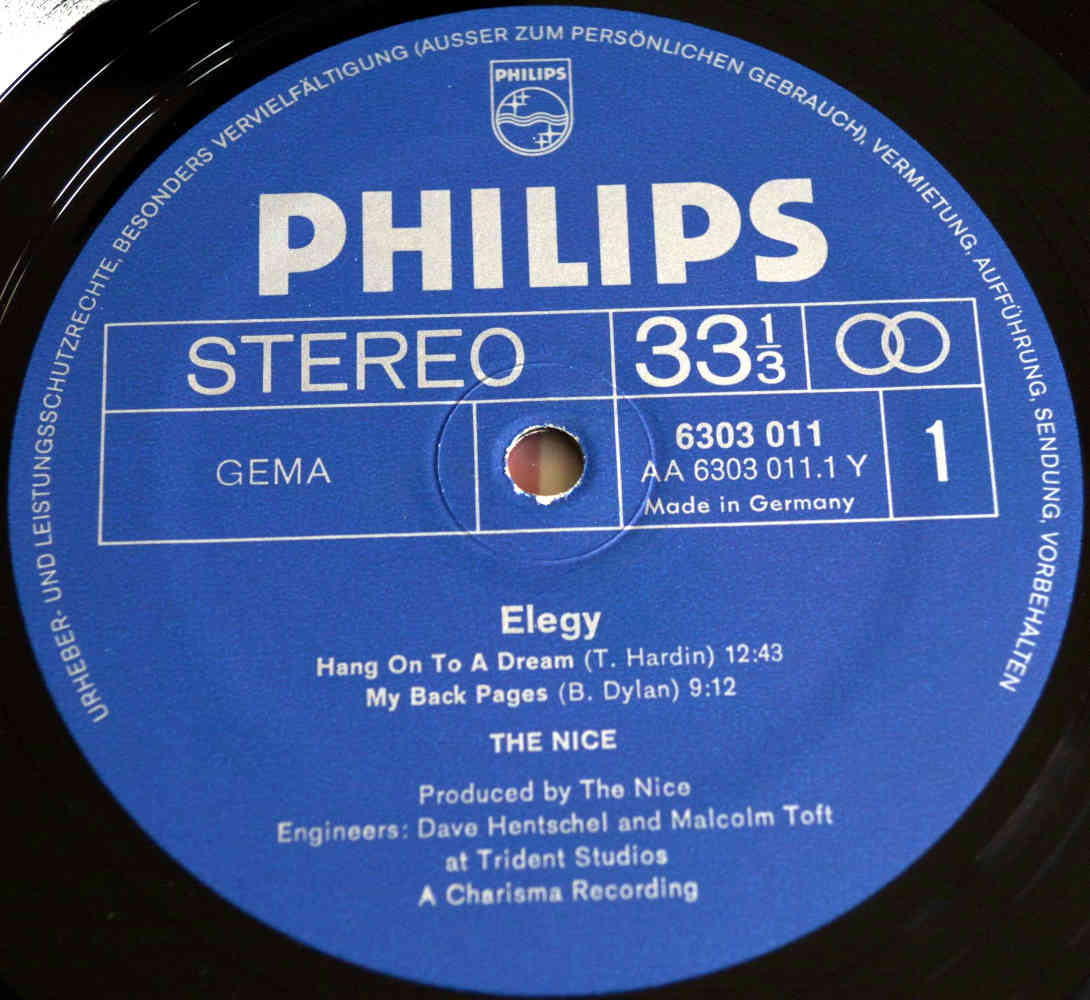 URHEBER- UND LEISTUNGSSCHUTZRECHTE, BESONDERS VERVIELFÄLTIGUNG (AUSSER ZUM PERSÖNLICHEN GEBRAUCH), VERMIETUNG, AUFFÜHRUNG, SENDUNG, VORBEHALTEN
PHILIPS
PHILIPS
STEREO 33 1/3
GEMA
6303 011
AA 6303 011.1 Y
Made in Germany
1
Elegy
Hang On To A Dream (T. Hardin) 12:43
My Back Pages (B. Dylan) 9:12
THE NICE
Produced by The Nice
Engineers: Dave Hentschel and Malcolm Toft
at Trident Studios
A Charisma Recording